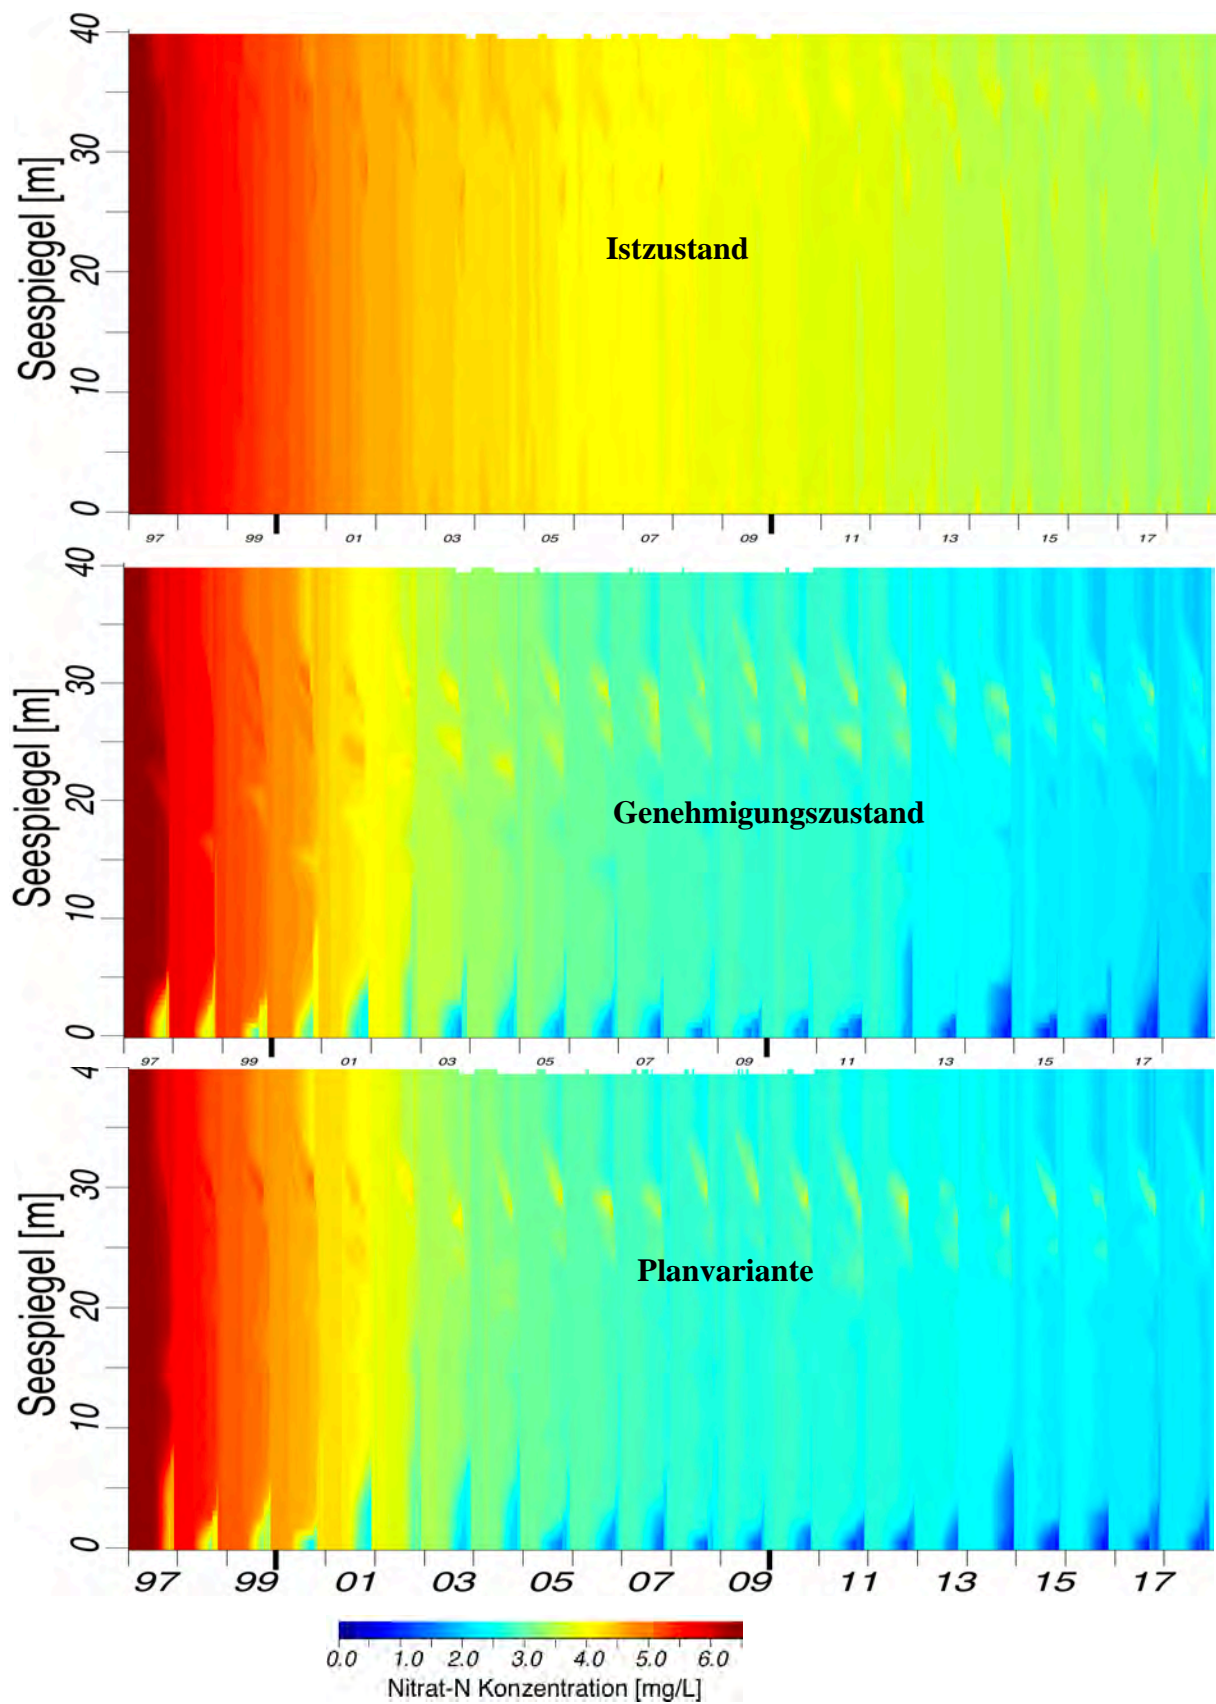 40
30
20
10
0
Seespiegel [m]
Istzustand
97 99 01 03 05 07 09 11 13 15 17
40
30
20
10
0
Seespiegel [m]
Genehmigungszustand
97 99 01 03 05 07 09 11 13 15 17
4
30
20
10
0
Seespiegel [m]
Planvariante
97 99 01 03 05 07 09 11 13 15 17
0.0 1.0 2.0 3.0 4.0 5.0 6.0
Nitrat-N Konzentration [mg/L]